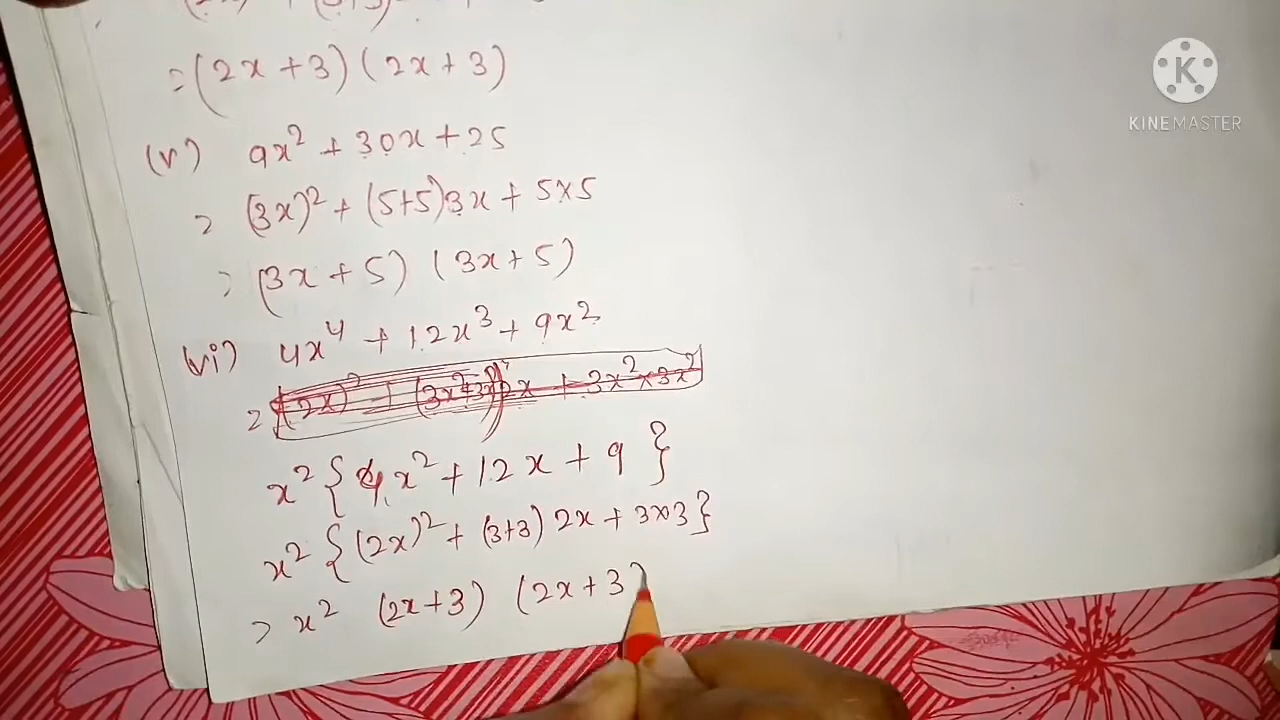 = (2x + 3) (2x + 3)
(v) 9x² + 30x + 25
= (3x)² + (5+5)3x + 5×5
= (3x + 5) (3x + 5)
(vi) 4x⁴ + 12x³ + 9x²
x² { 4x² + 12x + 9 }
x² { (2x)² + (3+3) 2x + 3×3 }
= x² (2x+3) (2x+3)
K
KINEMASTER